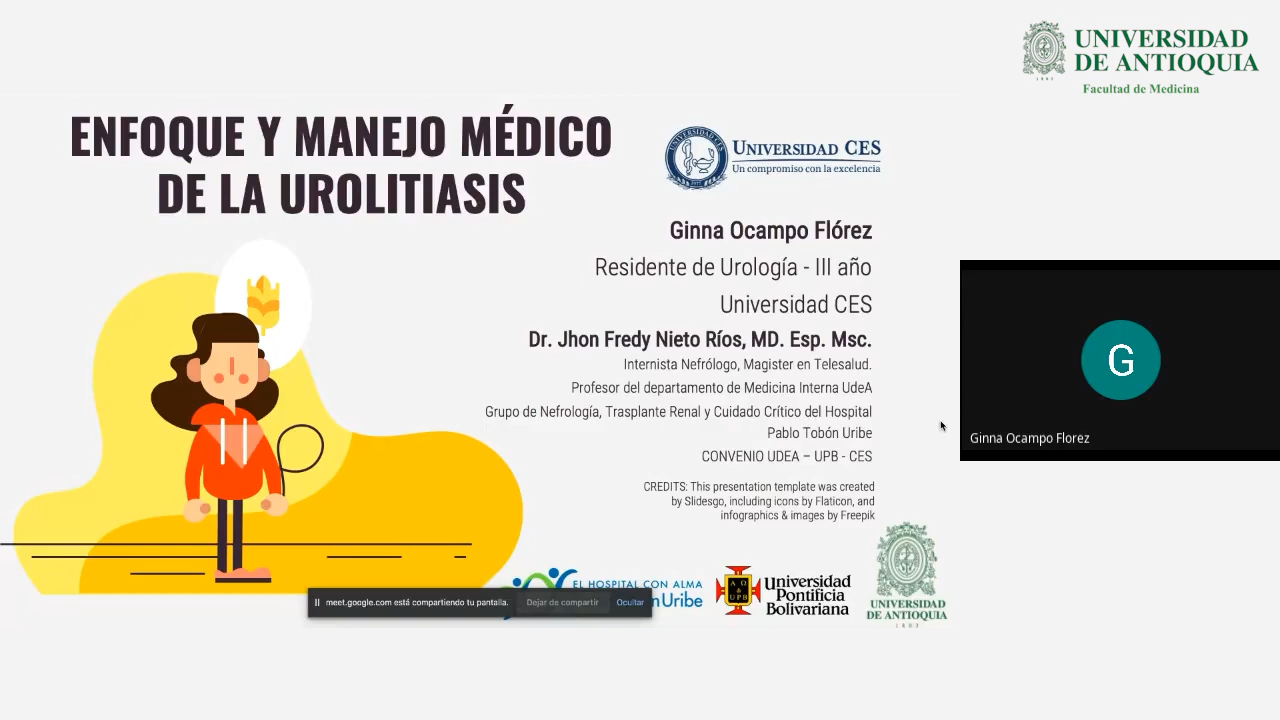 UNIVERSIDAD
DE ANTIOQUIA
Facultad de Medicina
ENFOQUE Y MANEJO MÉDICO
DE LA UROLITIASIS
UNIVERSIDAD CES
Un compromiso con la excelencia
Ginna Ocampo Flórez
Residente de Urología - III año
Universidad CES
Dr. Jhon Fredy Nieto Ríos, MD. Esp. Msc.
Internista Nefrólogo, Magister en Telesalud.
Profesor del departamento de Medicina Interna UdeA
Grupo de Nefrología, Trasplante Renal y Cuidado Crítico del Hospital
Pablo Tobón Uribe
CONVENIO UDEA – UPB - CES
CREDITS: This presentation template was created
by Slidesgo, including icons by Flaticon, and
infographics & images by Freepik
G
Ginna Ocampo Florez
EL HOSPITAL CON ALMA
Uribe
meet.google.com está compartiendo tu pantalla.
Dejar de compartir
Ocultar
Universidad
Pontificia
Bolivariana
UNIVERSIDAD
DE ANTIOQUIA
1803